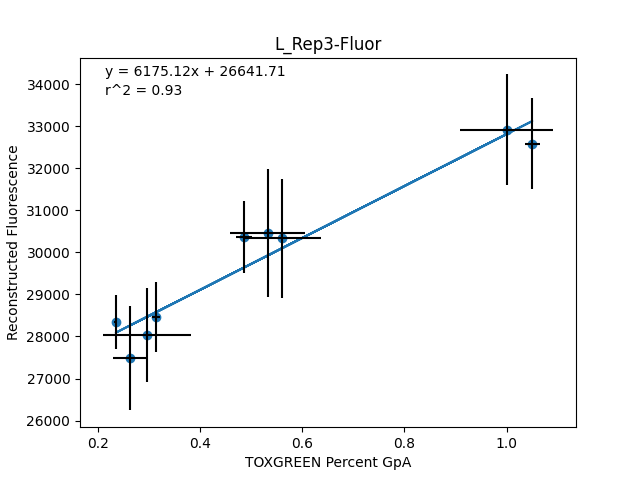 L_Rep3-Fluor
y = 6175.12x + 26641.71
r^2 = 0.93
34000
33000
32000
31000
30000
29000
28000
27000
26000
Reconstructed Fluorescence
0.2 0.4 0.6 0.8 1.0
TOXGREEN Percent GpA